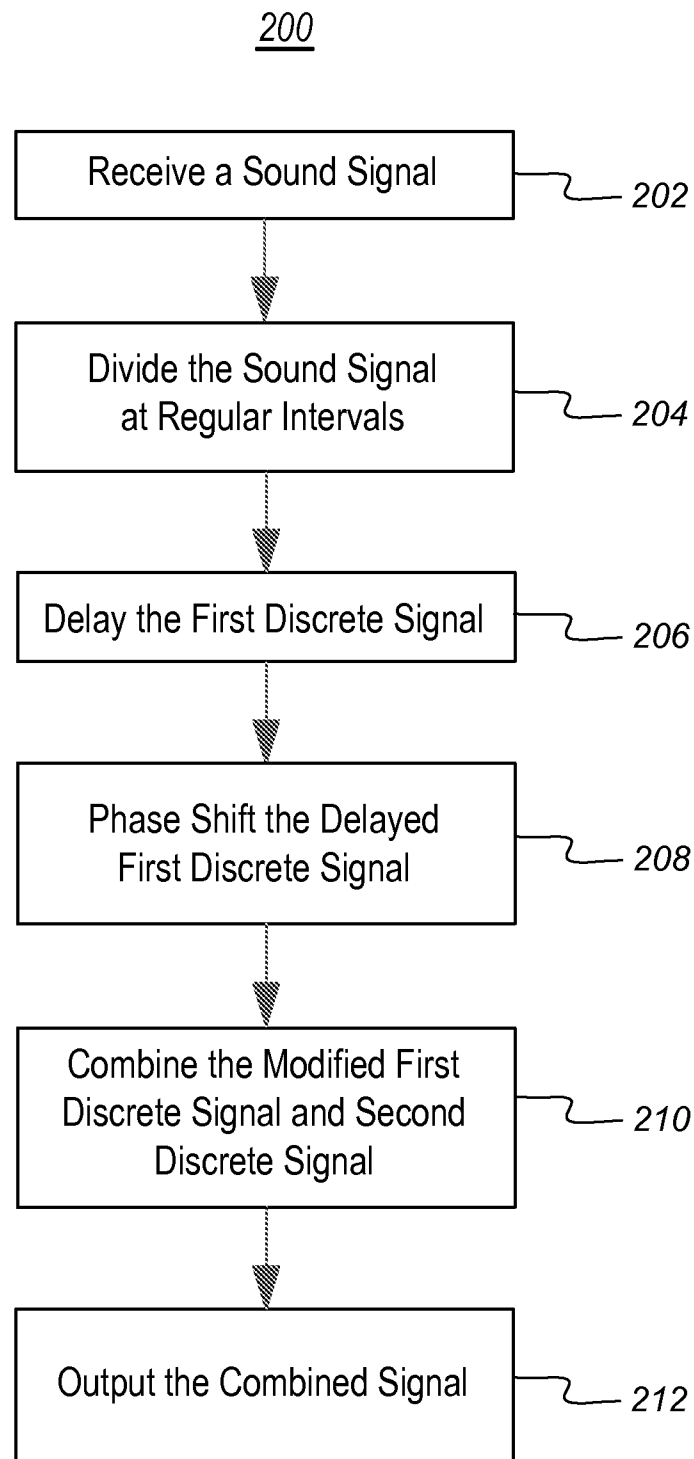 200
Receive a Sound Signal
202
Divide the Sound Signal
at Regular Intervals
204
Delay the First Discrete Signal
206
Phase Shift the Delayed
First Discrete Signal
208
Combine the Modified First
Discrete Signal and Second
Discrete Signal
210
Output the Combined Signal
212